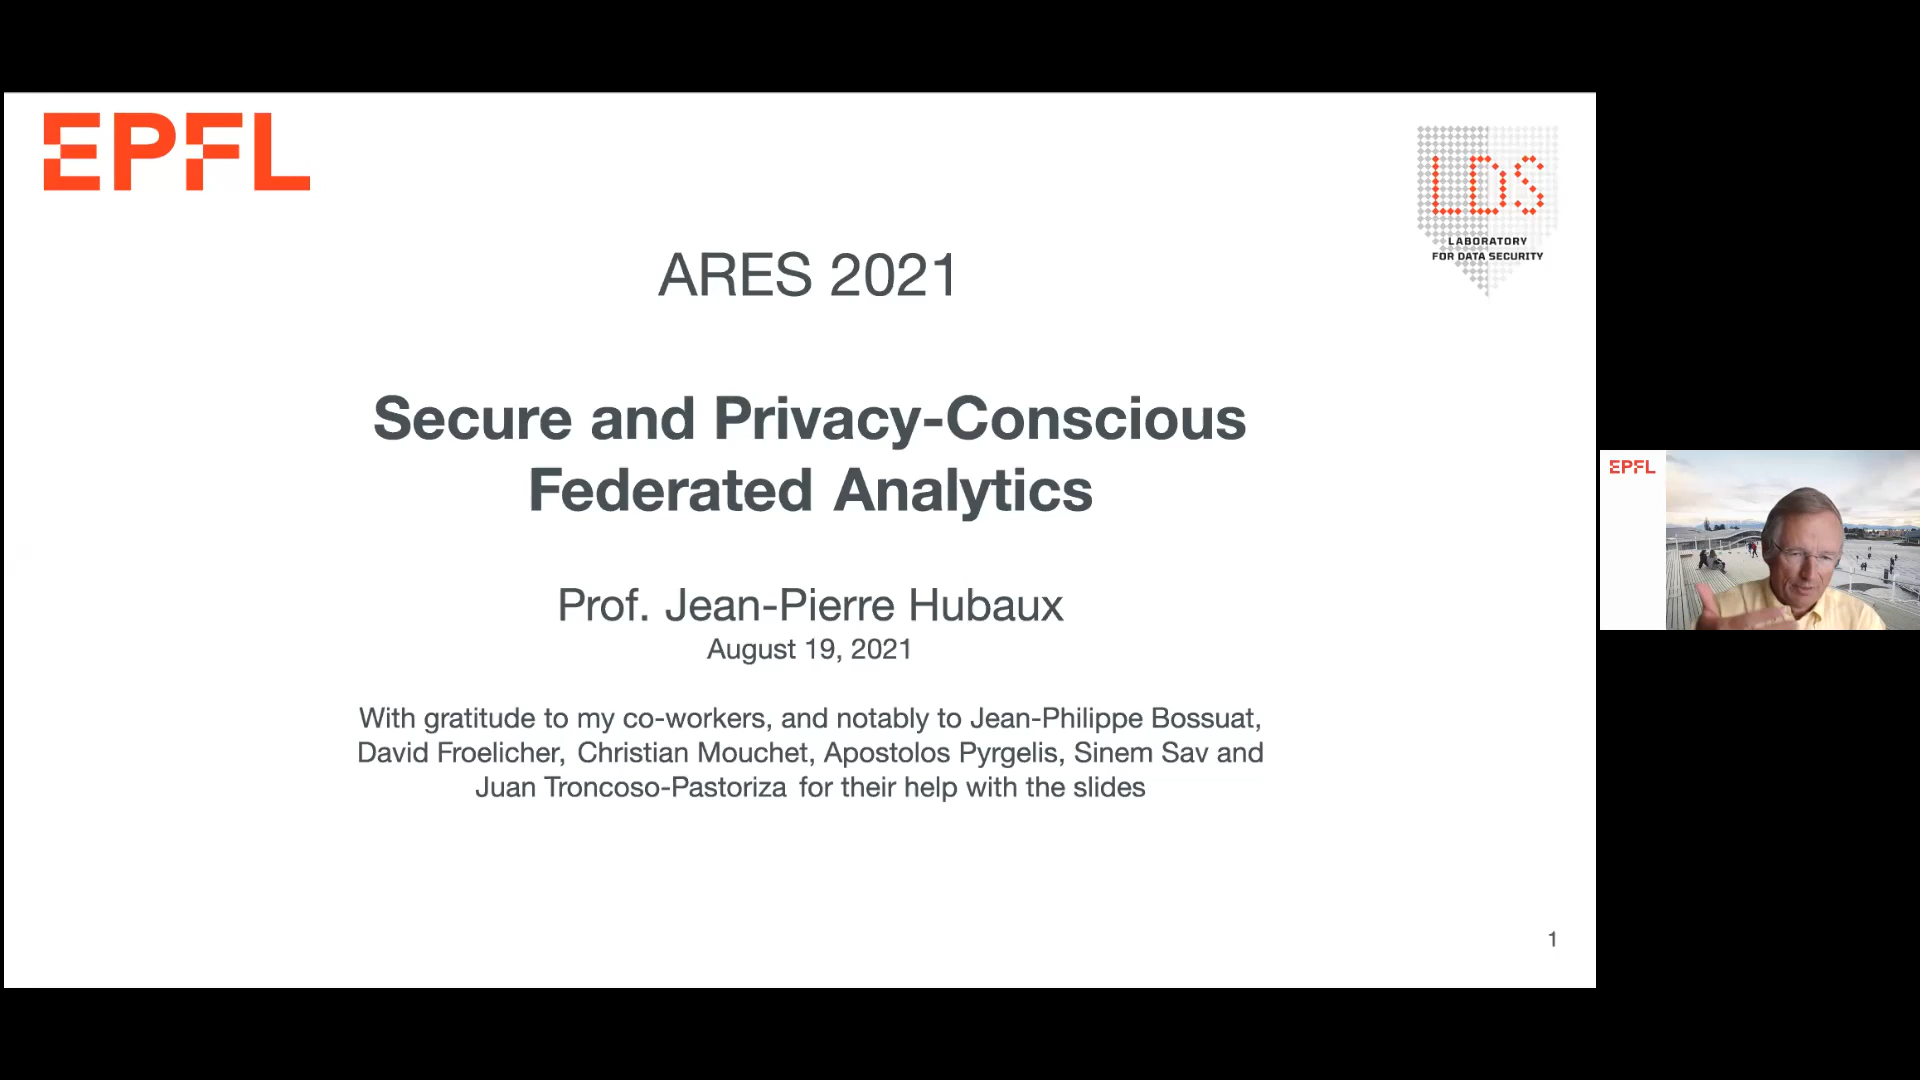 EPFL
LDS
LABORATORY
FOR DATA SECURITY
ARES 2021
Secure and Privacy-Conscious
Federated Analytics
Prof. Jean-Pierre Hubaux
August 19, 2021
With gratitude to my co-workers, and notably to Jean-Philippe Bossuat,
David Froelicher, Christian Mouchet, Apostolos Pyrgelis, Sinem Sav and
Juan Troncoso-Pastoriza for their help with the slides
1
EPFL